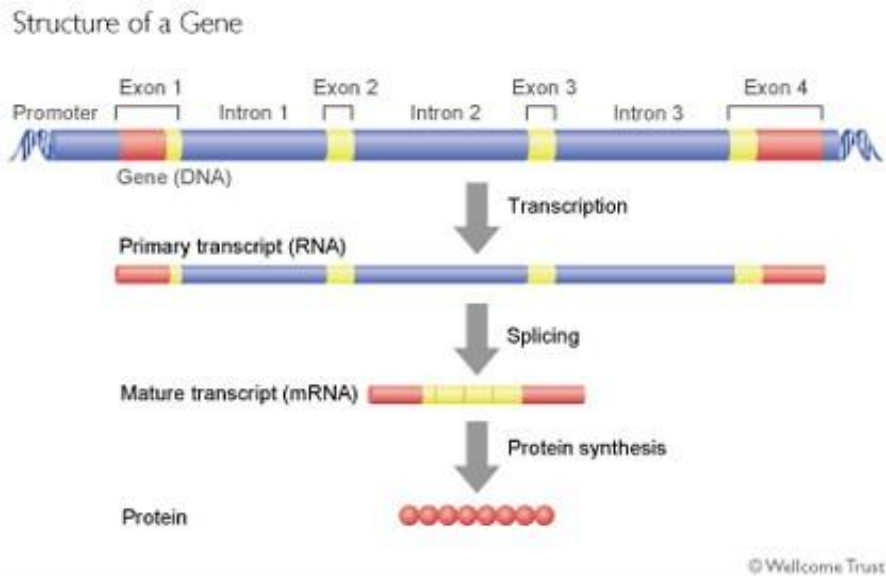 Structure of a Gene
Exon 1 Exon 2 Exon 3 Exon 4
Promoter Intron 1 Intron 2 Intron 3
Gene (DNA)
Transcription
Primary transcript (RNA)
Splicing
Mature transcript (mRNA)
Protein synthesis
Protein
© Wellcome Trust